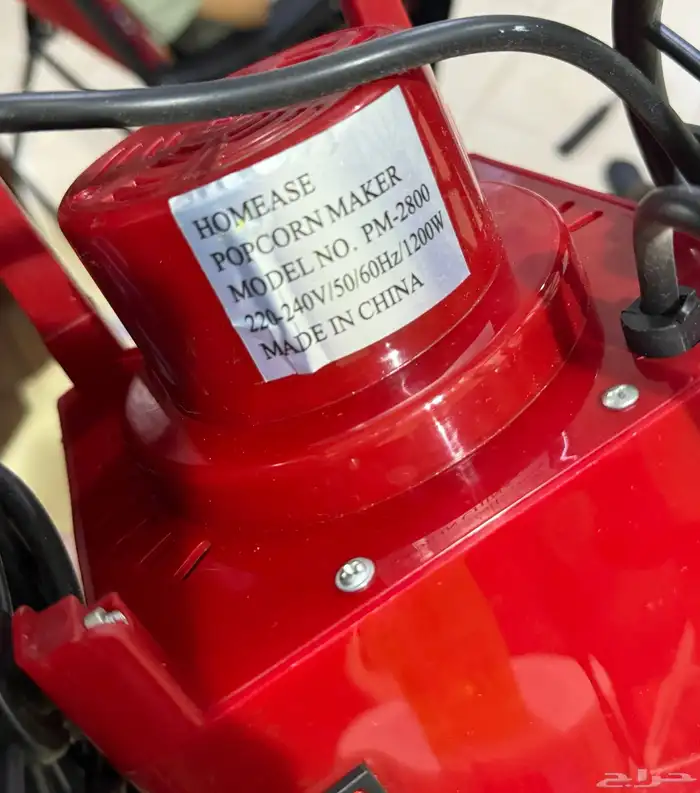 HOMEASE
POPCORN MAKER
MODEL NO. PM-2800
220-240V/50/60Hz/1200W
MADE IN CHINA
حراج